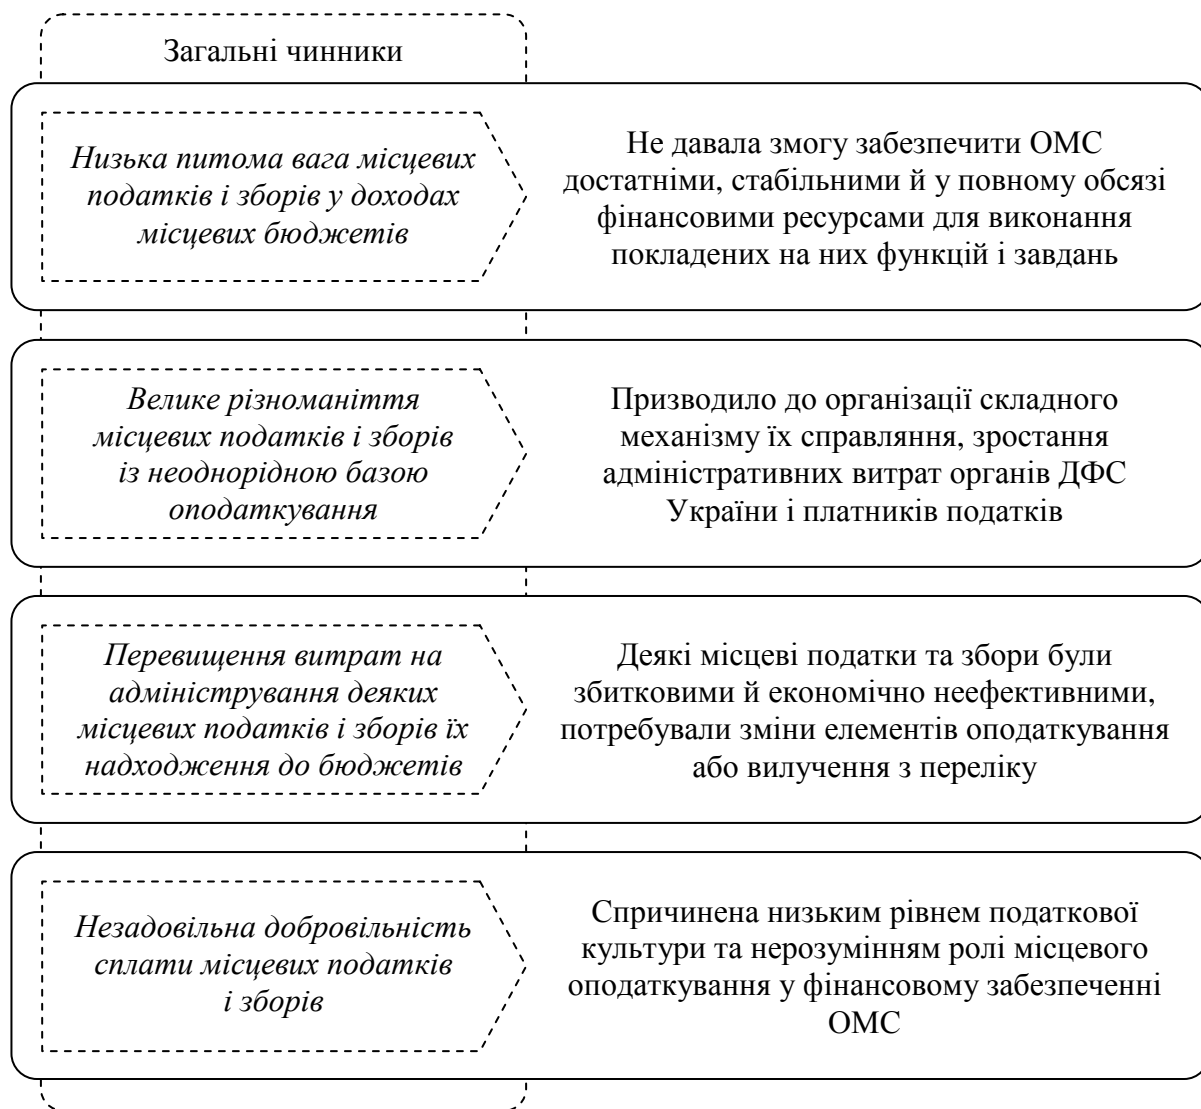 Загальні чинники
Низька питома вага місцевих
податків і зборів у доходах
місцевих бюджетів
Не давала змогу забезпечити ОМС
достатніми, стабільними й у повному обсязі
фінансовими ресурсами для виконання
покладених на них функцій і завдань
Велике різноманіття
місцевих податків і зборів
із неоднорідною базою
оподаткування
Призводило до організації складного
механізму їх справляння, зростання
адміністративних витрат органів ДФС
України і платників податків
Перевищення витрат на
адміністрування деяких
місцевих податків і зборів їх
надходження до бюджетів
Деякі місцеві податки та збори були
збитковими й економічно неефективними,
потребували зміни елементів оподаткування
або вилучення з переліку
Незадовільна добровільність
сплати місцевих податків
і зборів
Спричинена низьким рівнем податкової
культури та нерозумінням ролі місцевого
оподаткування у фінансовому забезпеченні
ОМС